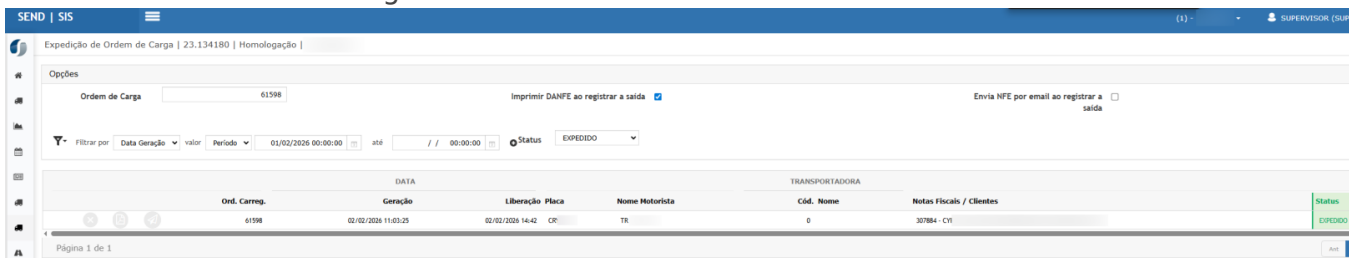 SEND | SIS
(1) -
SUPERVISOR (SUP
Expedição de Ordem de Carga | 23.134180 | Homologação |
Opções
Ordem de Carga 61598 Imprimir DANFE ao registrar a saída Envia NFE por email ao registrar a
saída
Filtrar por Data Geração valor Período 01/02/2026 00:00:00 até / / 00:00:00 Status EXPEDIDO
DATA TRANSPORTADORA
Ord. Carreg. Geração Liberação Placa Nome Motorista Cód. Nome Notas Fiscais / Clientes Status
61598 02/02/2026 11:03:25 02/02/2026 14:42 TR 0 307884 - CYI EXPEDIDO
Página 1 de 1 Ant